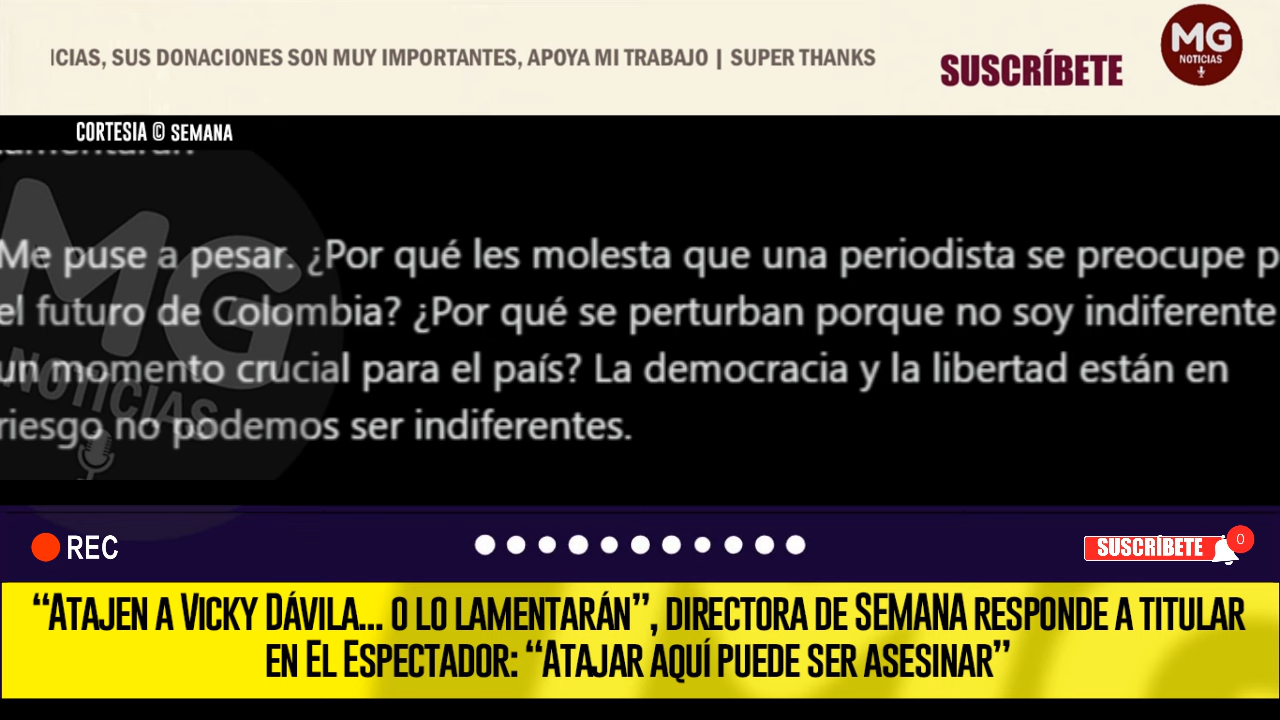 ICIAS, SUS DONACIONES SON MUY IMPORTANTES, APOYA MI TRABAJO | SUPER THANKS
SUSCRÍBETE
MG
NOTICIAS
CORTESIA © SEMANA
Me puse a pesar. ¿Por qué les molesta que una periodista se preocupe p
el futuro de Colombia? ¿Por qué se perturban porque no soy indiferente
un momento crucial para el país? La democracia y la libertad están en
riesgo no podemos ser indiferentes.
MG
NOTICIAS
REC
SUSCRÍBETE
0
“ATAJEN A VICKY DÁVILA... O LO LAMENTARÁN”, DIRECTORA DE SEMANA RESPONDE A TITULAR
EN EL ESPECTADOR: “ATAJAR AQUÍ PUEDE SER ASESINAR”